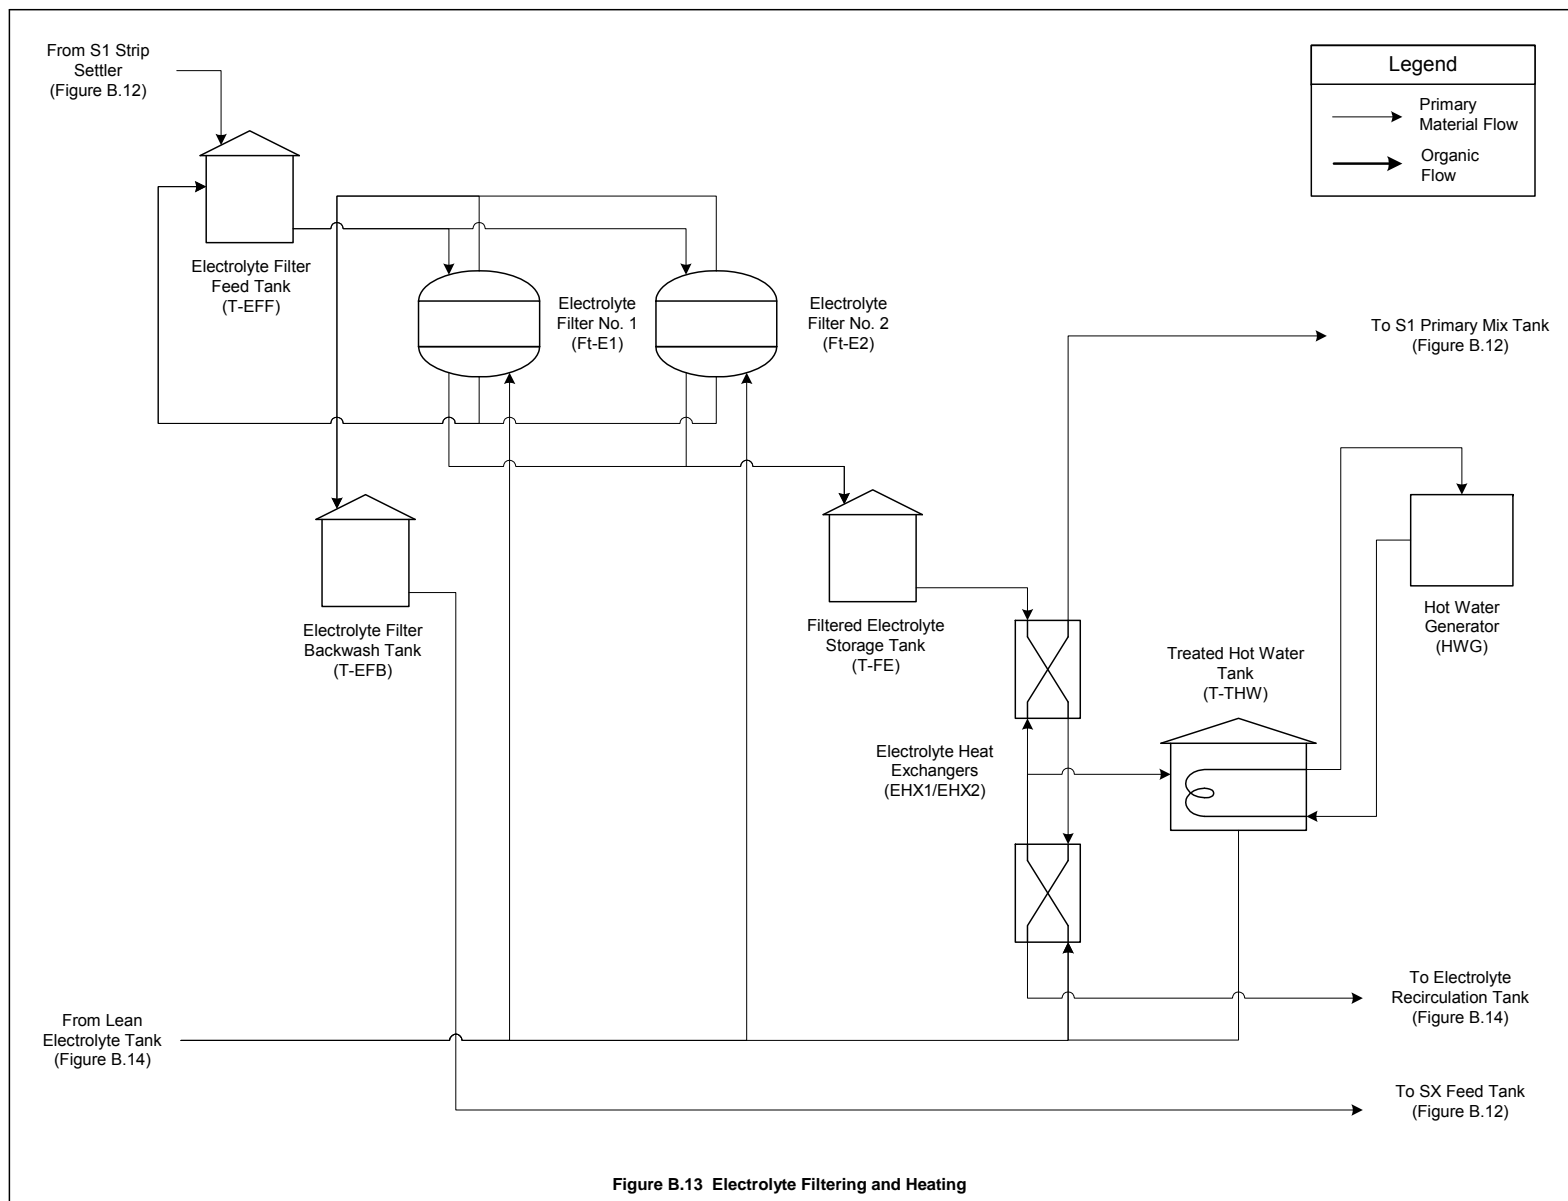 From S1 Strip
Settler
(Figure B.12)
Legend
Primary
Material Flow
Organic
Flow
Electrolyte Filter
Feed Tank
(T-EFF)
Electrolyte
Filter No. 1
(Ft-E1)
Electrolyte
Filter No. 2
(Ft-E2)
To S1 Primary Mix Tank
(Figure B.12)
Electrolyte Filter
Backwash Tank
(T-EFB)
Filtered Electrolyte
Storage Tank
(T-FE)
Hot Water
Generator
(HWG)
Treated Hot Water
Tank
(T-THW)
Electrolyte Heat
Exchangers
(EHX1/EHX2)
To Electrolyte
Recirculation Tank
(Figure B.14)
From Lean
Electrolyte Tank
(Figure B.14)
To SX Feed Tank
(Figure B.12)
Figure B.13 Electrolyte Filtering and Heating